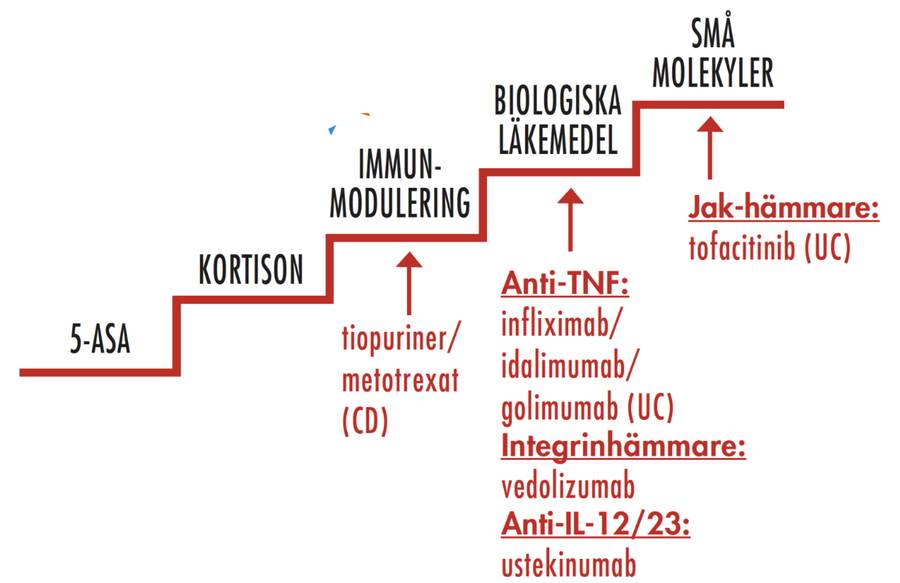 5-ASA
KORTISON
IMMUN-
MODULERING
tiopuriner/
metotrexat
(CD)
BIOLOGISKA
LÄKEMEDEL
Anti-TNF:
infliximab/
idalimumab/
golimumab (UC)
Integrinhämmare:
vedolizumab
Anti-IL-12/23:
ustekinumab
SMÅ
MOLEKYLER
Jak-hämmare:
tofacitinib (UC)